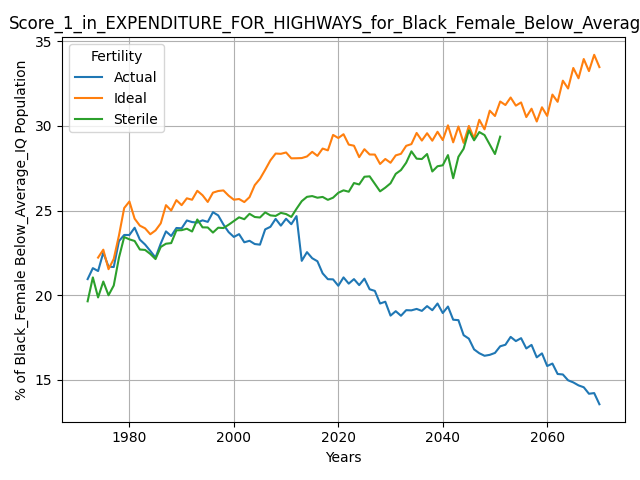 Score_1_in_EXPENDITURE_FOR_HIGHWAYS_for_Black_Female_Below_Averag
% of Black_Female Below_Average_IQ Population
35
30
25
20
15
Fertility
Actual
Ideal
Sterile
1980 2000 2020 2040 2060
Years